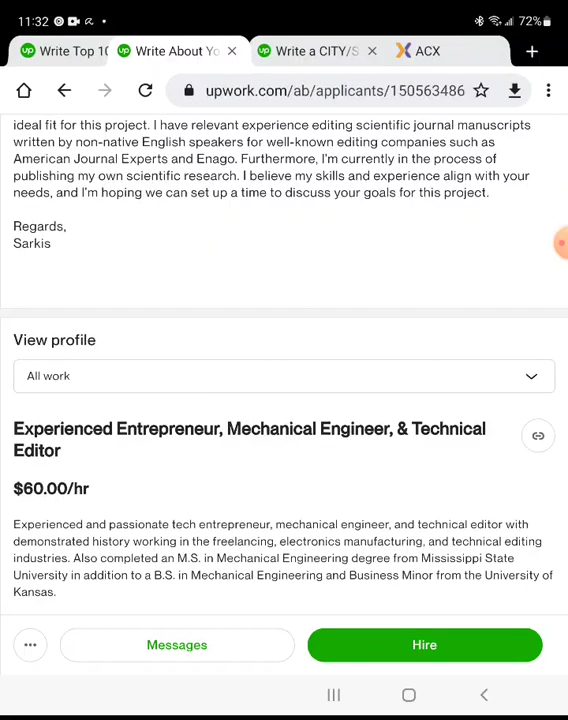 11:32
72%
Write Top 10
Write About Yo
Write a CITY/S
ACX
upwork.com/ab/applicants/150563486
ideal fit for this project. I have relevant experience editing scientific journal manuscripts
written by non-native English speakers for well-known editing companies such as
American Journal Experts and Enago. Furthermore, I'm currently in the process of
publishing my own scientific research. I believe my skills and experience align with your
needs, and I'm hoping we can set up a time to discuss your goals for this project.
Regards,
Sarkis
View profile
All work
Experienced Entrepreneur, Mechanical Engineer, & Technical
Editor
$60.00/hr
Experienced and passionate tech entrepreneur, mechanical engineer, and technical editor with
demonstrated history working in the freelancing, electronics manufacturing, and technical editing
industries. Also completed an M.S. in Mechanical Engineering degree from Mississippi State
University in addition to a B.S. in Mechanical Engineering and Business Minor from the University of
Kansas.
Messages
Hire